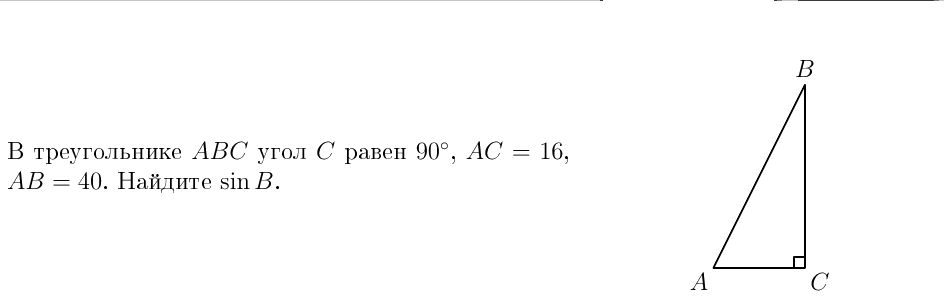 B
В треугольнике ABC угол C равен 90°, AC = 16,
AB = 40. Найдите sin B.
A C